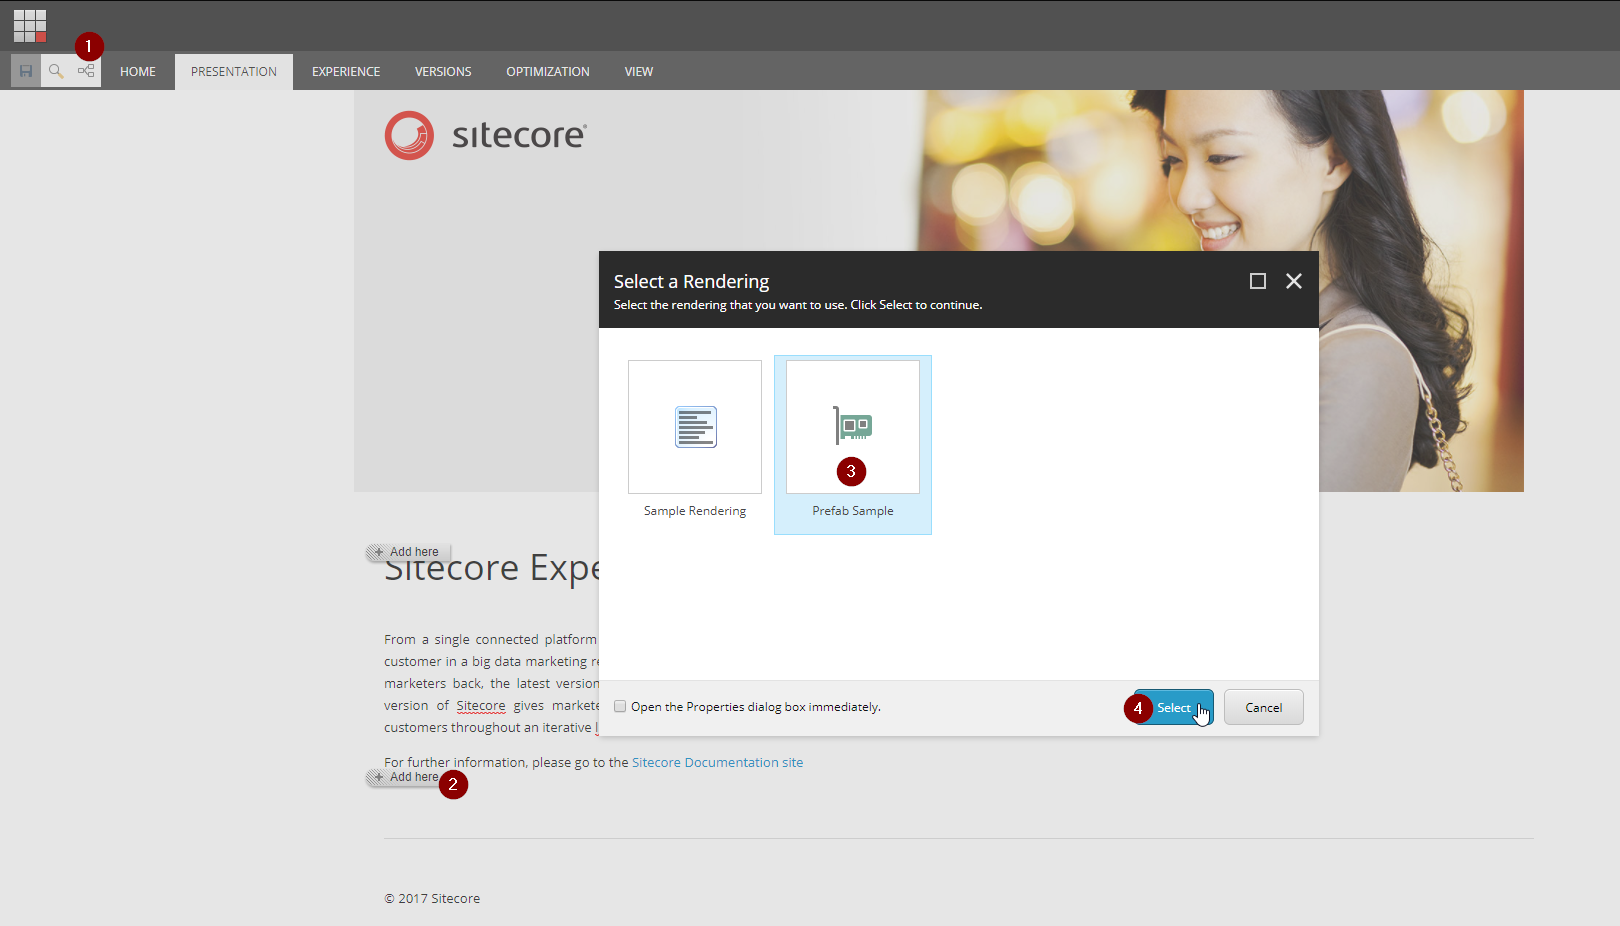 1
HOME PRESENTATION EXPERIENCE VERSIONS OPTIMIZATION VIEW
sitecore®
Select a Rendering
Select the rendering that you want to use. Click Select to continue.
3
Sample Rendering Prefab Sample
Add here
Sitecore Expe
From a single connected platform
customer in a big data marketing re
marketers back, the latest version
version of Sitecore gives markete
customers throughout an iterative l
Open the Properties dialog box immediately.
4 Select Cancel
For further information, please go to the Sitecore Documentation site
Add here 2
© 2017 Sitecore